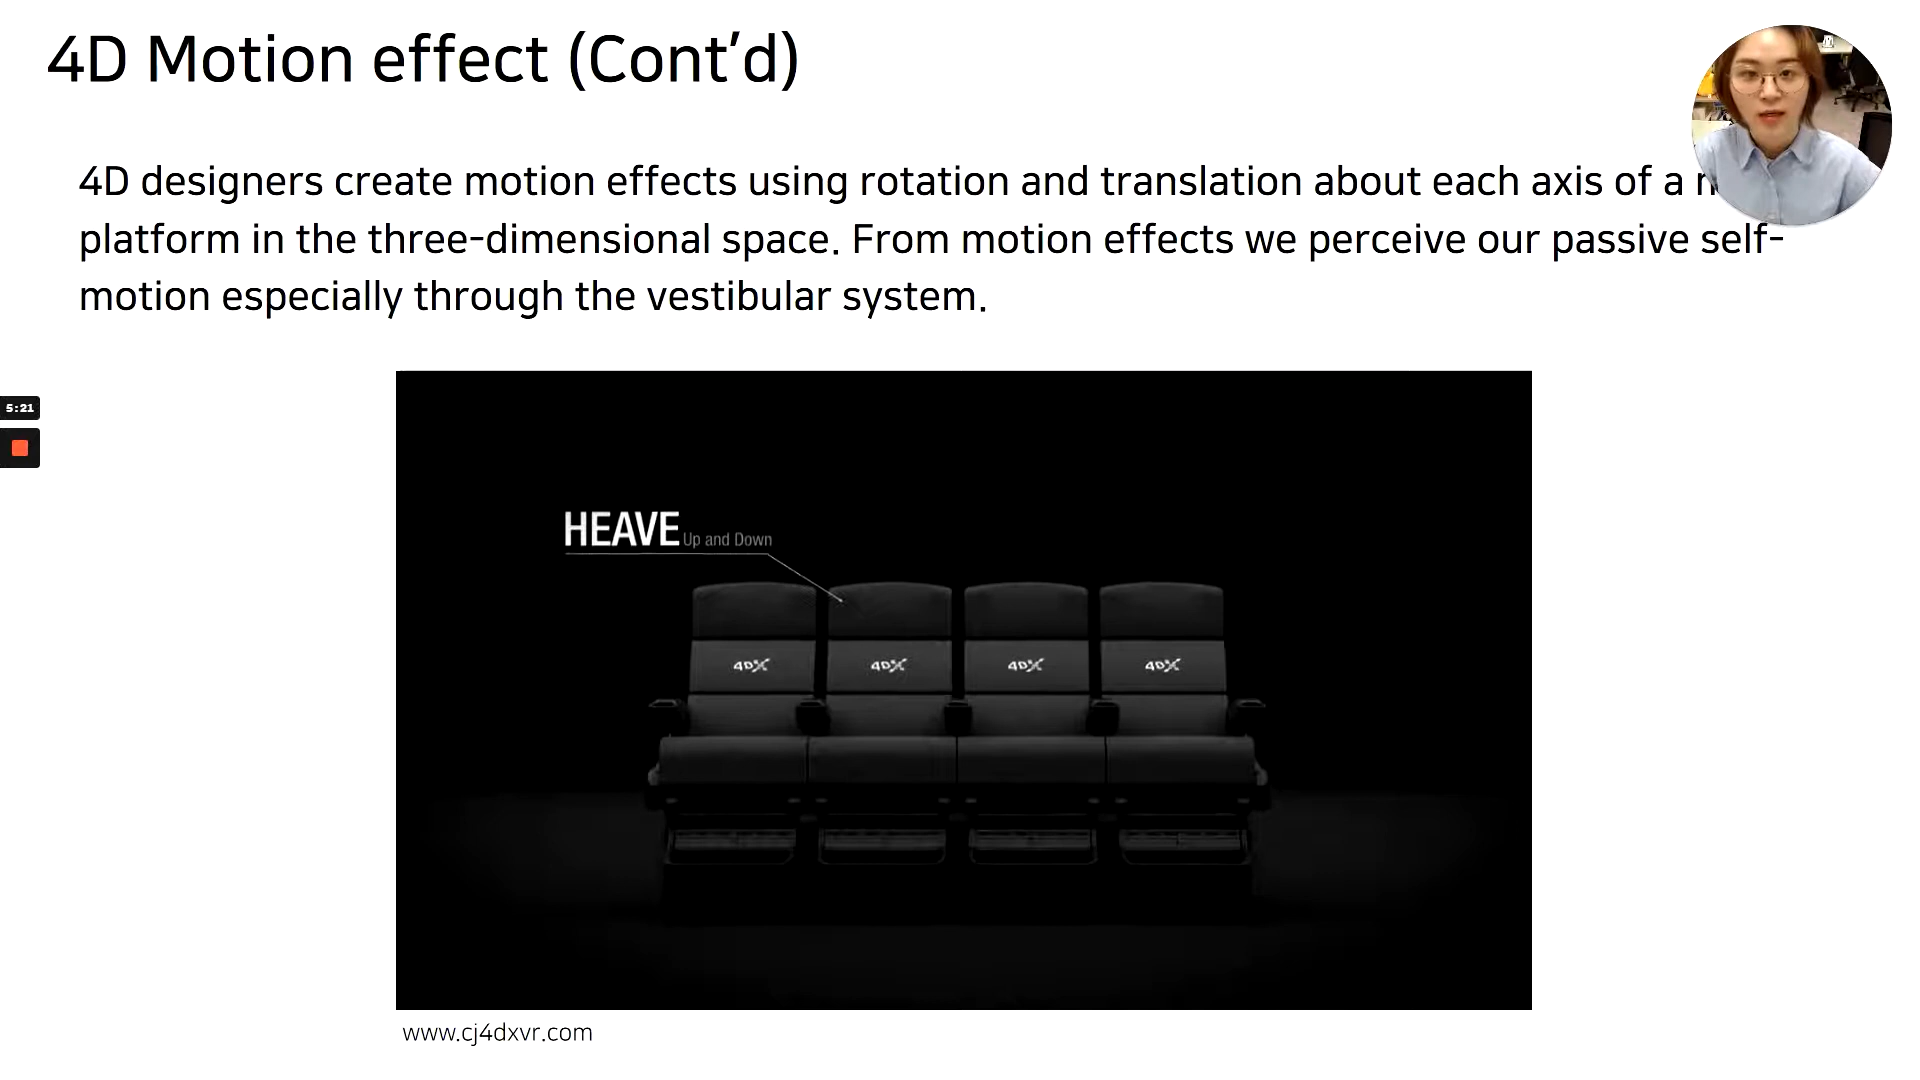 4D Motion effect (Cont'd)
4D designers create motion effects using rotation and translation about each axis of a
platform in the three-dimensional space. From motion effects we perceive our passive self-
motion especially through the vestibular system.
5:21
HEAVE Up and Down
4DX 4DX 4DX 4DX
www.cj4dxvr.com